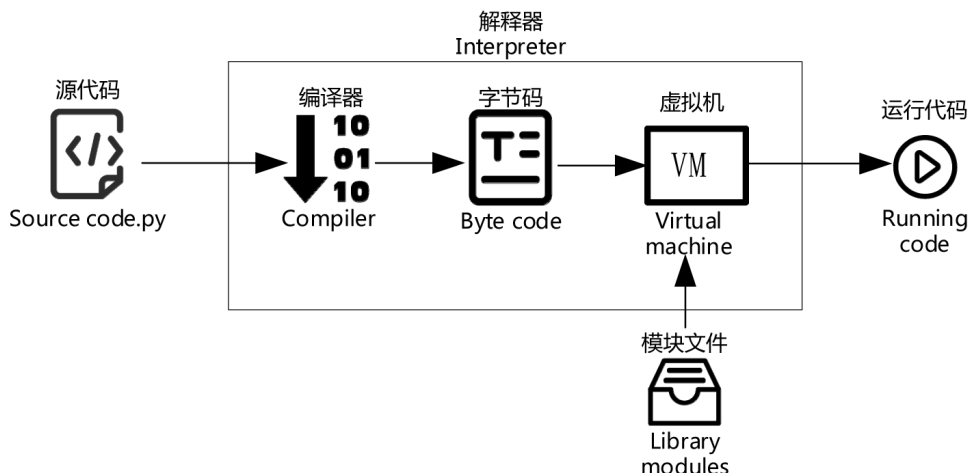 解释器
Interpreter
源代码
Source code.py
编译器
10
01
10
Compiler
字节码
T
Byte code
虚拟机
VM
Virtual
machine
运行代码
Running
code
模块文件
Library
modules